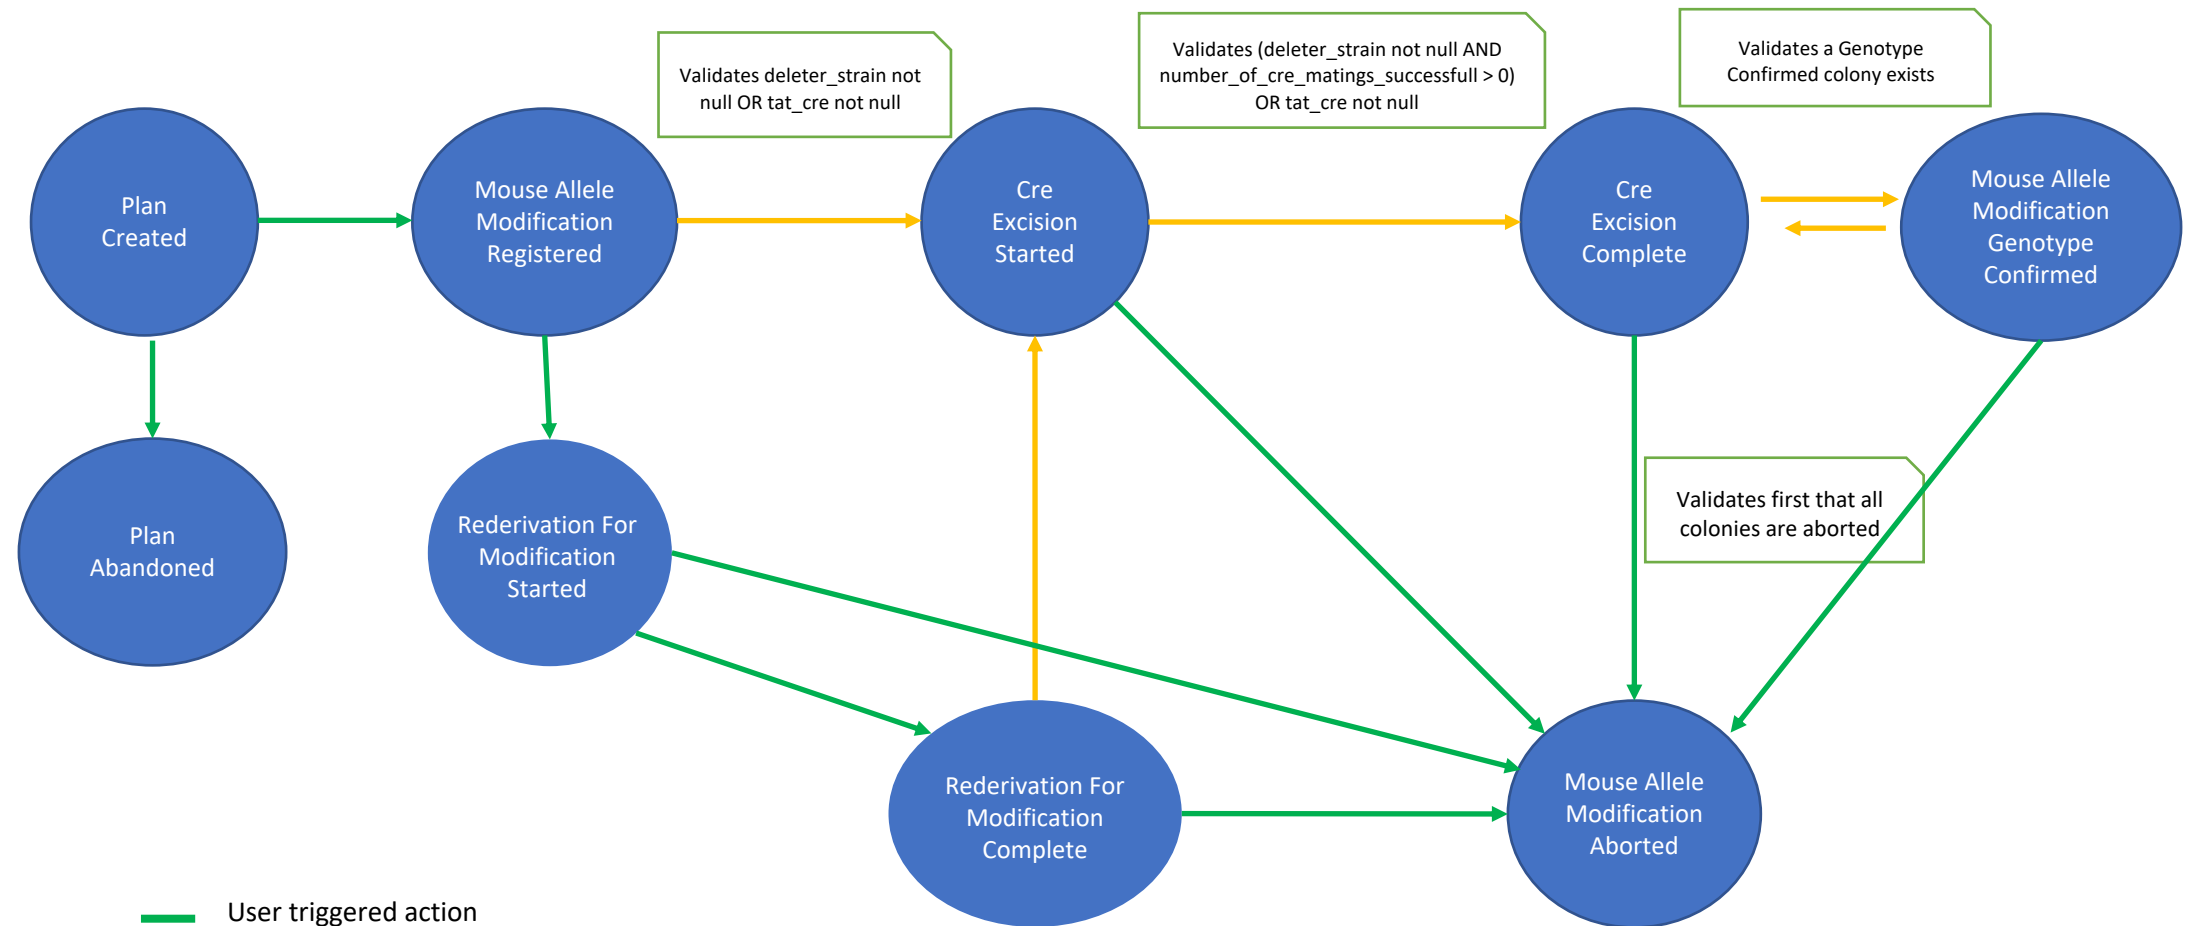 Validates deleter_strain not
null OR tat_cre not null
Validates (deleter_strain not null AND
number_of_cre_matings_successfull > 0)
OR tat_cre not null
Validates a Genotype
Confirmed colony exists
Plan
Created
Mouse Allele
Modification
Registered
Cre
Excision
Started
Cre
Excision
Complete
Mouse Allele
Modification
Genotype
Confirmed
Plan
Abandoned
Rederivation For
Modification
Started
Validates first that all
colonies are aborted
Rederivation For
Modification
Complete
Mouse Allele
Modification
Aborted
User triggered action